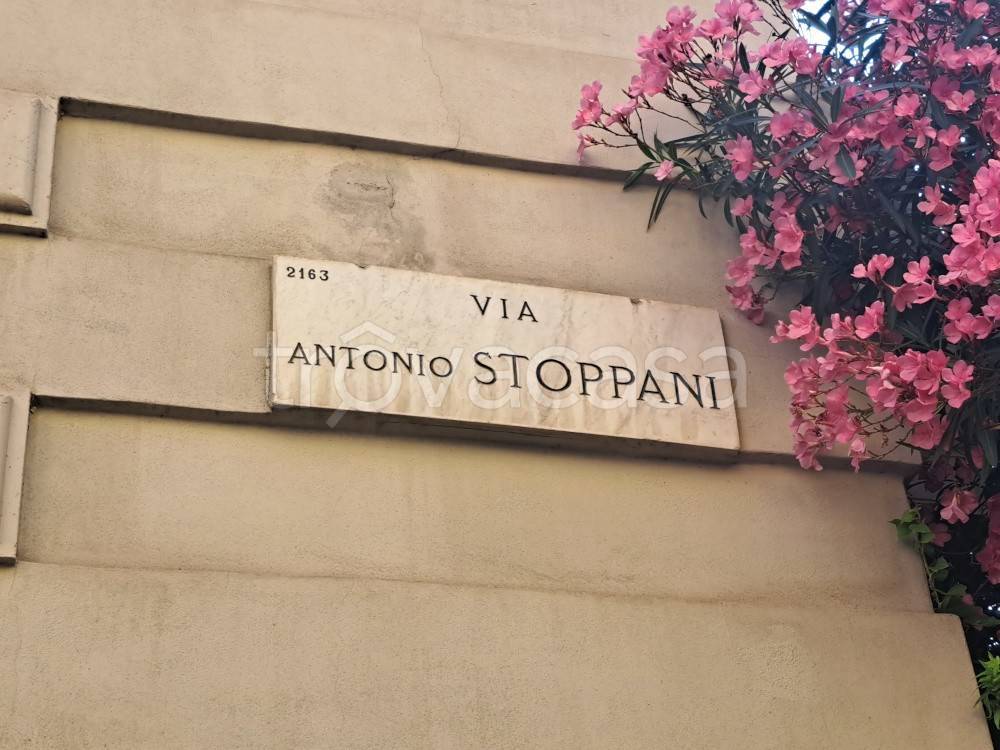 2163
VIA
ANTONIO STOPPANI
trovacasa